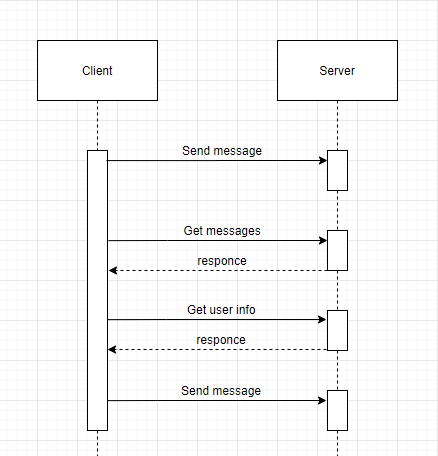 Client
Server
Send message
Get messages
responce
Get user info
responce
Send message